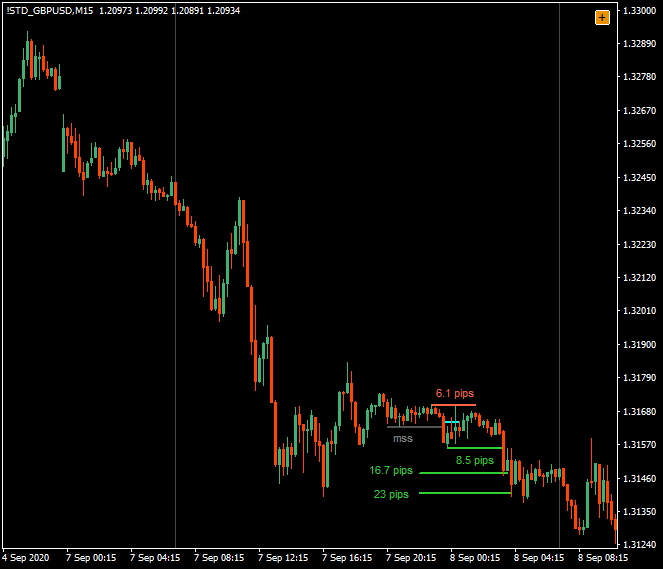 !STD_GBPUSD,M15 1.20973 1.20992 1.20891 1.20934
+
1.33000
1.32890
1.32780
1.32670
1.32560
1.32450
1.32340
1.32230
1.32120
1.32010
1.31900
1.31790
1.31680
1.31570
1.31460
1.31350
1.31240
6.1 pips
mss
8.5 pips
16.7 pips
23 pips
4 Sep 2020 7 Sep 00:15 7 Sep 04:15 7 Sep 08:15 7 Sep 12:15 7 Sep 16:15 7 Sep 20:15 8 Sep 00:15 8 Sep 04:15 8 Sep 08:15